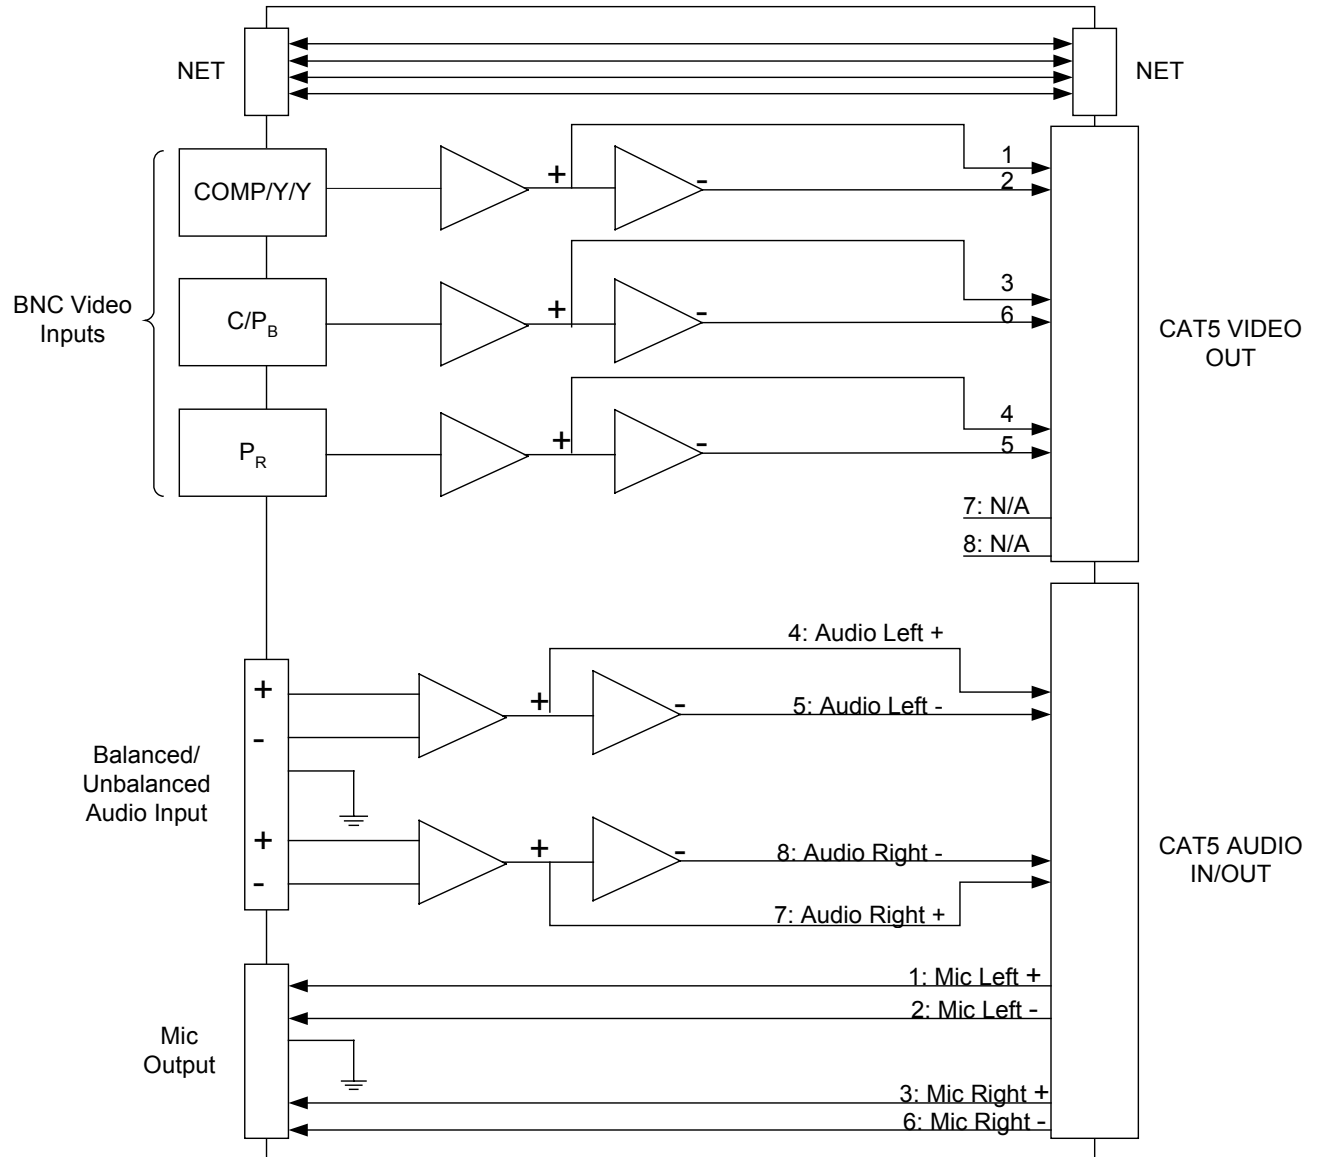 NET
NET
COMP/Y/Y
+
-
1
2
BNC Video
Inputs
C/PB
+
-
3
6
CAT5 VIDEO
OUT
PR
+
-
4
5
7: N/A
8: N/A
4: Audio Left +
+
-
5: Audio Left -
Balanced/
Unbalanced
Audio Input
+
-
+
-
+
-
8: Audio Right -
7: Audio Right +
CAT5 AUDIO
IN/OUT
1: Mic Left +
2: Mic Left -
Mic
Output
3: Mic Right +
6: Mic Right -